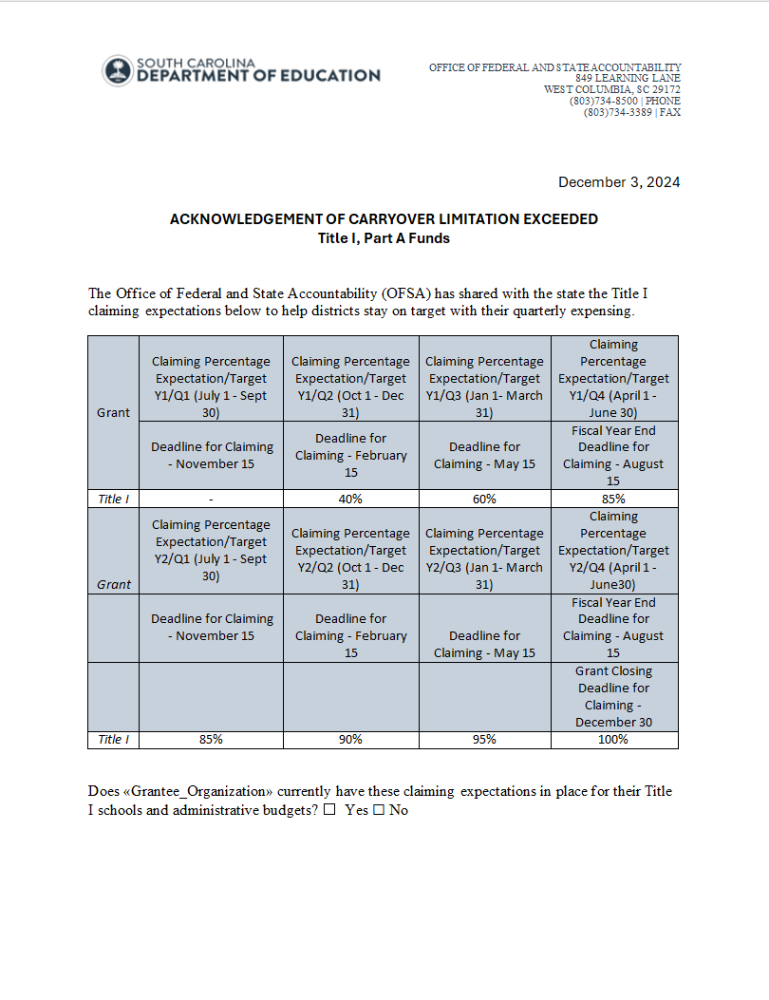 SOUTH CAROLINA
DEPARTMENT OF EDUCATION
OFFICE OF FEDERAL AND STATE ACCOUNTABILITY
849 LEARNING LANE
WEST COLUMBIA, SC 29172
(803)734-8500 | PHONE
(803)734-3389 | FAX
December 3, 2024
ACKNOWLEDGEMENT OF CARRYOVER LIMITATION EXCEEDED
Title I, Part A Funds
The Office of Federal and State Accountability (OFSA) has shared with the state the Title I
claiming expectations below to help districts stay on target with their quarterly expensing.
Grant
Claiming Percentage
Expectation/Target
Y1/Q1 (July 1 - Sept
30)
Claiming Percentage
Expectation/Target
Y1/Q2 (Oct 1 - Dec
31)
Claiming Percentage
Expectation/Target
Y1/Q3 (Jan 1- March
31)
Claiming
Percentage
Expectation/Target
Y1/Q4 (April 1 -
June 30)
Deadline for Claiming
- November 15
Deadline for
Claiming - February
15
Deadline for
Claiming - May 15
Fiscal Year End
Deadline for
Claiming - August
15
Title I - 40% 60% 85%
Grant
Claiming Percentage
Expectation/Target
Y2/Q1 (July 1 - Sept
30)
Claiming Percentage
Expectation/Target
Y2/Q2 (Oct 1 - Dec
31)
Claiming Percentage
Expectation/Target
Y2/Q3 (Jan 1- March
31)
Claiming
Percentage
Expectation/Target
Y2/Q4 (April 1 -
June30)
Deadline for Claiming
- November 15
Deadline for
Claiming - February
15
Deadline for
Claiming - May 15
Fiscal Year End
Deadline for
Claiming - August
15
Grant Closing
Deadline for
Claiming -
December 30
Title I 85% 90% 95% 100%
Does «Grantee_Organization» currently have these claiming expectations in place for their Title
I schools and administrative budgets? ☐ Yes ☐ No